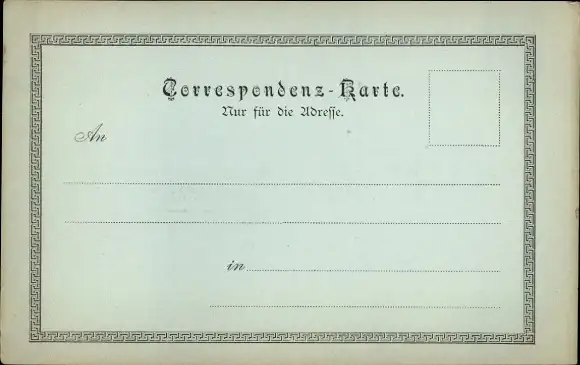 Correspondenz-Karte.
Nur für die Adresse.
An
in